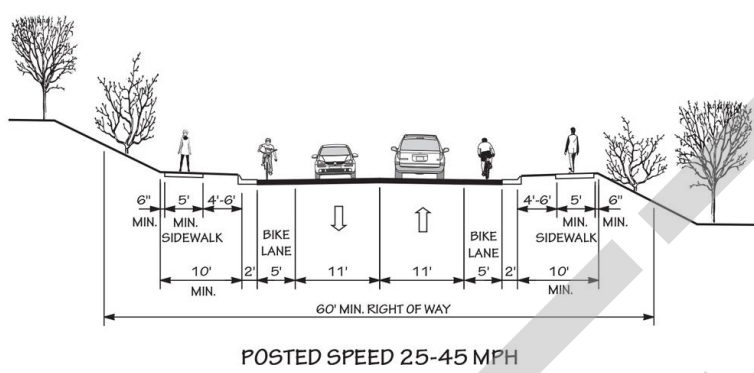 6" 5' 4'-6' 4'-6' 5' 6"
MIN. MIN. MIN. MIN.
SIDEWALK SIDEWALK
BIKE BIKE
LANE LANE
10' 2' 5' 11' 11' 5' 2' 10'
MIN. MIN.
60' MIN. RIGHT OF WAY
POSTED SPEED 25-45 MPH